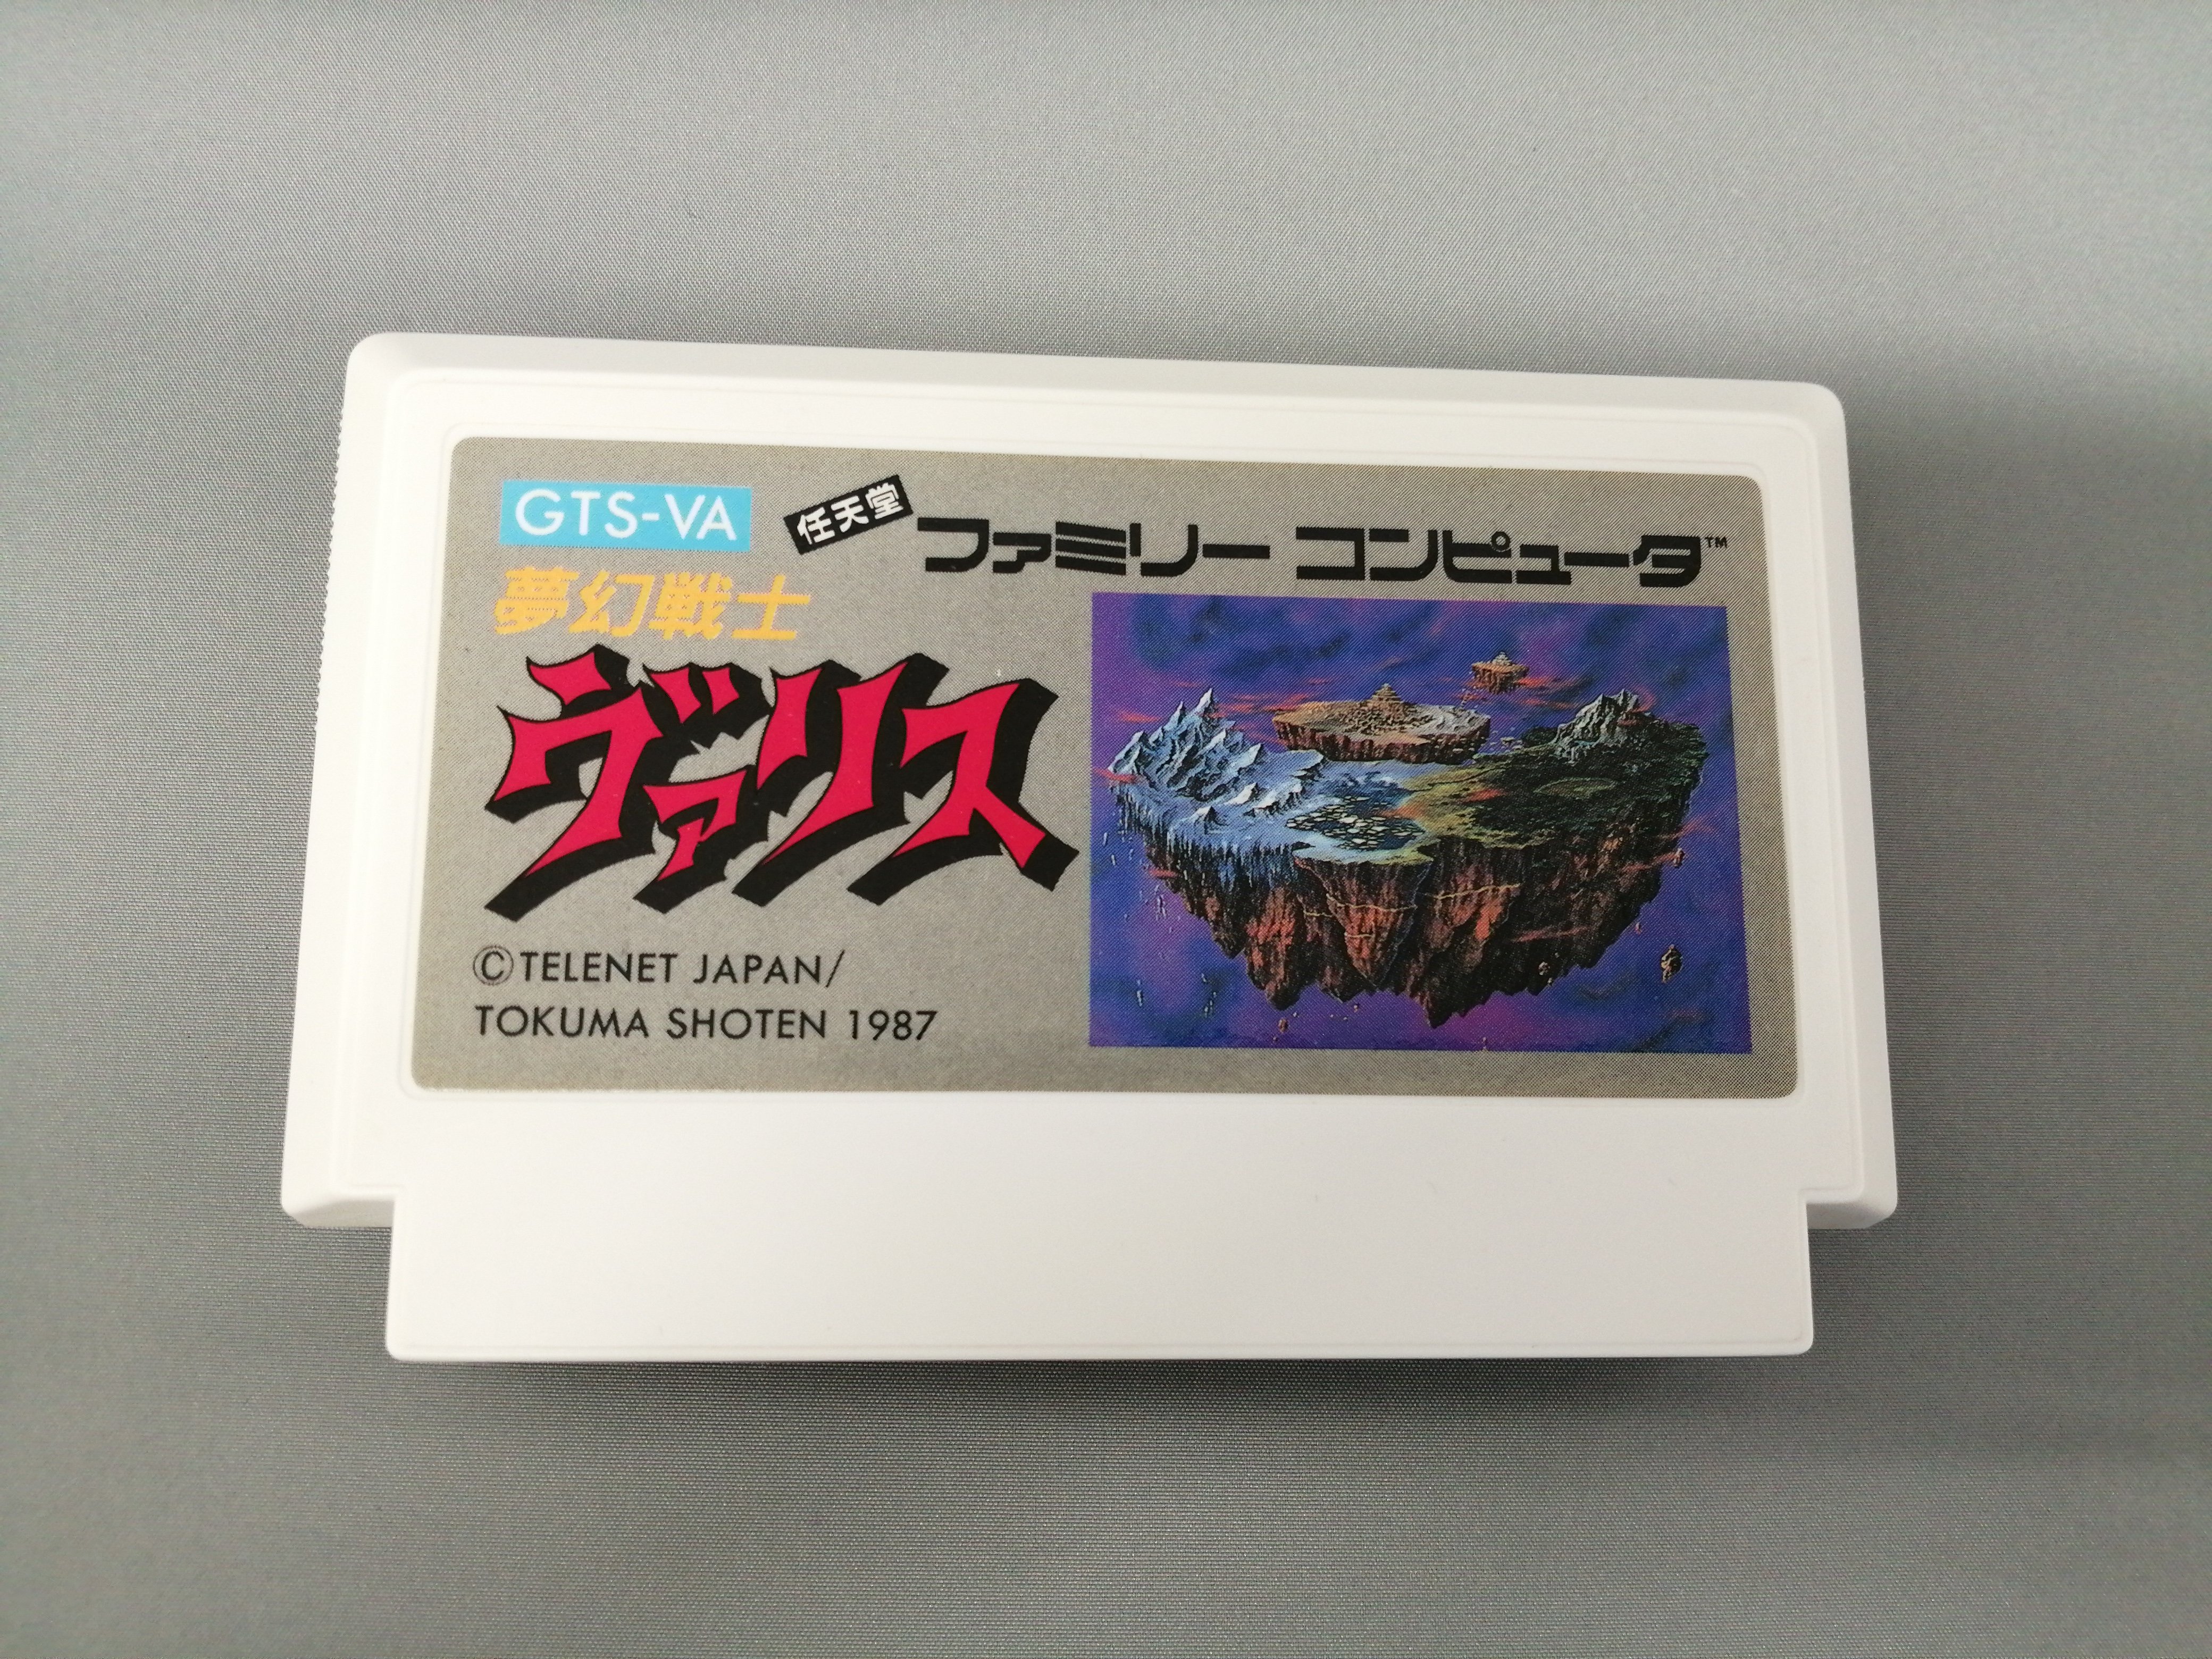 GTS-VA
任天堂
ファミリー コンピュータ™
夢幻戦士
ヴァリス
©TELENET JAPAN/
TOKUMA SHOTEN 1987